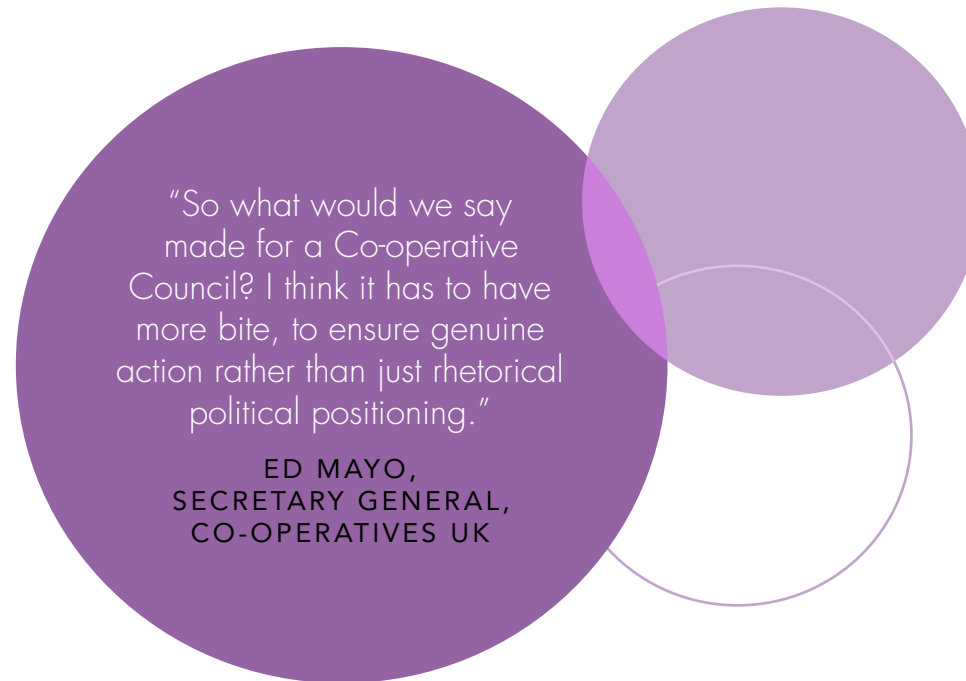 “So what would we say
made for a Co-operative
Council? I think it has to have
more bite, to ensure genuine
action rather than just rhetorical
political positioning.”
ED MAYO,
SECRETARY GENERAL,
CO-OPERATIVES UK